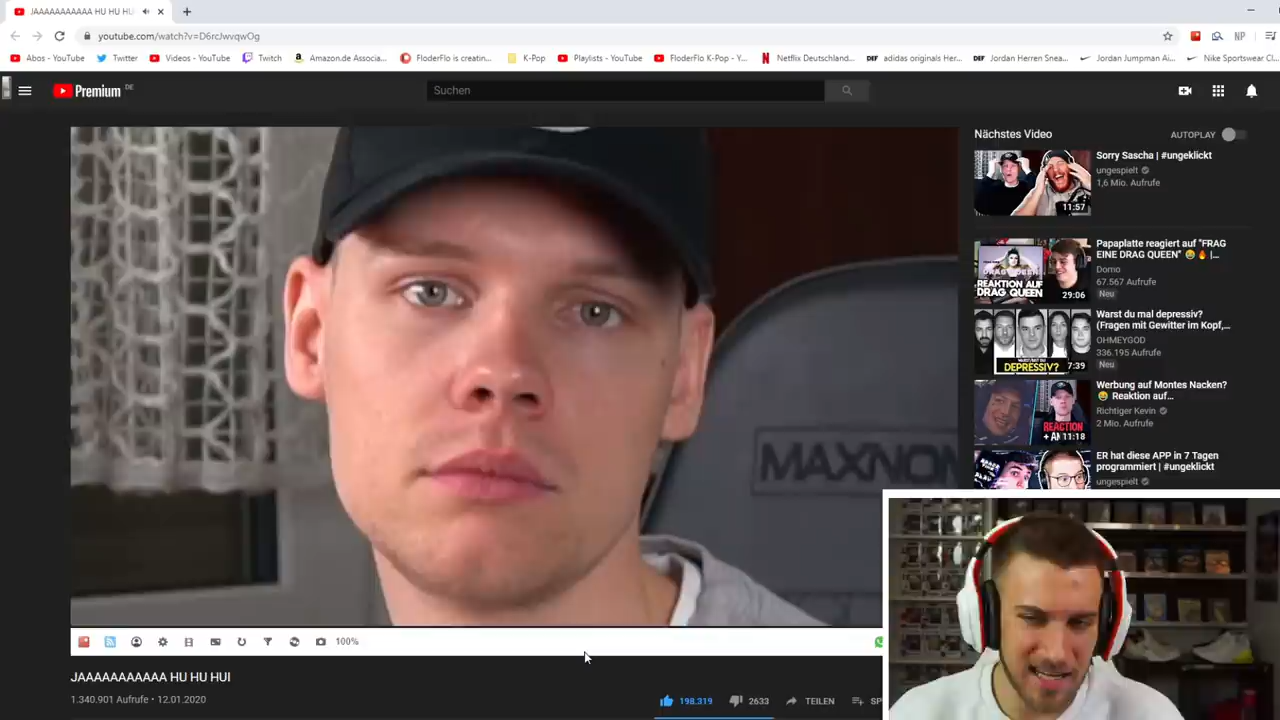 JAAAAAAAAAAA HU HU HU
youtube.com/watch?v=D6rcJwvqwOg
Abos - YouTube
Twitter
Videos - YouTube
Twitch
Amazon.de Associa...
FloderFlo is creatin...
K-Pop
Playlists - YouTube
FloderFlo K-Pop - Y...
Netflix Deutschland...
adidas originals Her...
Jordan Herren Snea...
Jordan Jumpman Ai...
Nike Sportswear Cl...
NP
Premium DE
Suchen
MAXNOM
Nächstes Video
AUTOPLAY
Sorry Sascha | #ungeklickt
ungespielt
1,6 Mio. Aufrufe
11:57
Papaplatte reagiert auf "FRAG
EINE DRAG QUEEN" 😭🔥 |...
Domo
67.567 Aufrufe
Neu
REAKTION AUF
DRAG QUEEN
29:06
Warst du mal depressiv?
(Fragen mit Gewitter im Kopf,...
OHMEYGOD
336.195 Aufrufe
Neu
DEPRESSIV?
7:39
Werbung auf Montes Nacken?
😭 Reaktion auf...
Richtiger Kevin
2 Mio. Aufrufe
REACTION
+ AM
11:18
ER hat diese APP in 7 Tagen
programmiert | #ungeklickt
ungespielt
100%
JAAAAAAAAAAA HU HU HUI
1.340.901 Aufrufe • 12.01.2020
198.319
2633
TEILEN
SP